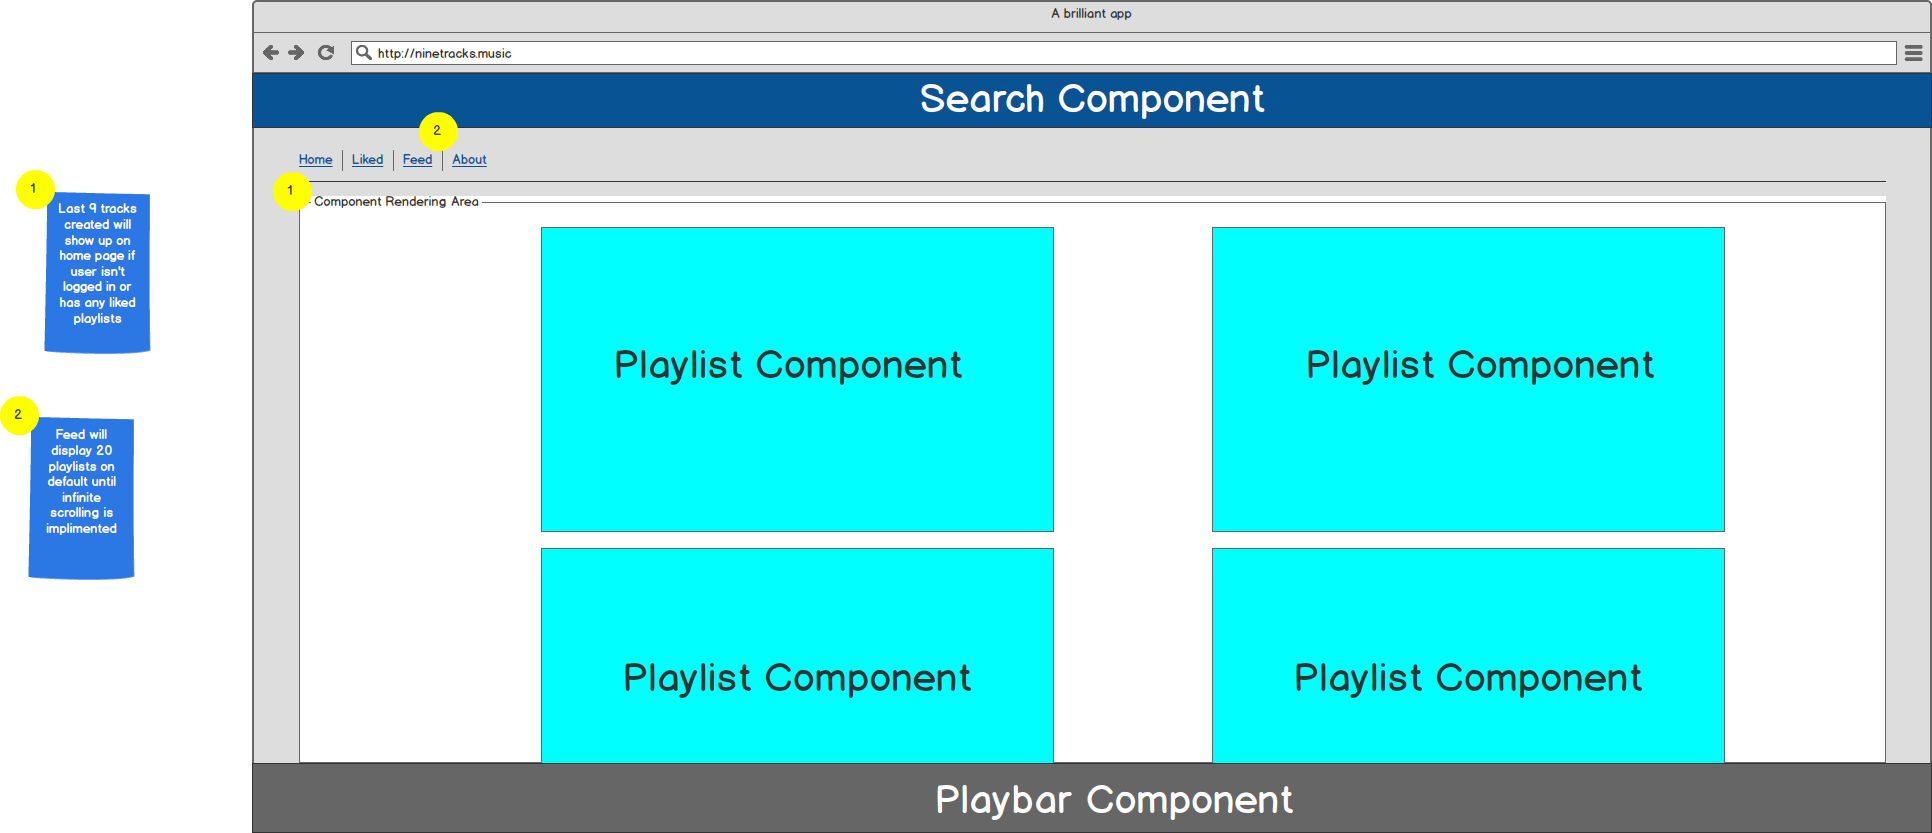 A brilliant app
http://ninetracks.music
Search Component
2
Home
Liked
Feed
About
1
Component Rendering Area
Playlist Component
Playlist Component
Playlist Component
Playlist Component
Playbar Component
1
Last 9 tracks
created will
show up on
home page if
user isn't
logged in or
has any liked
playlists
2
Feed will
display 20
playlists on
default until
infinite
scrolling is
implimented